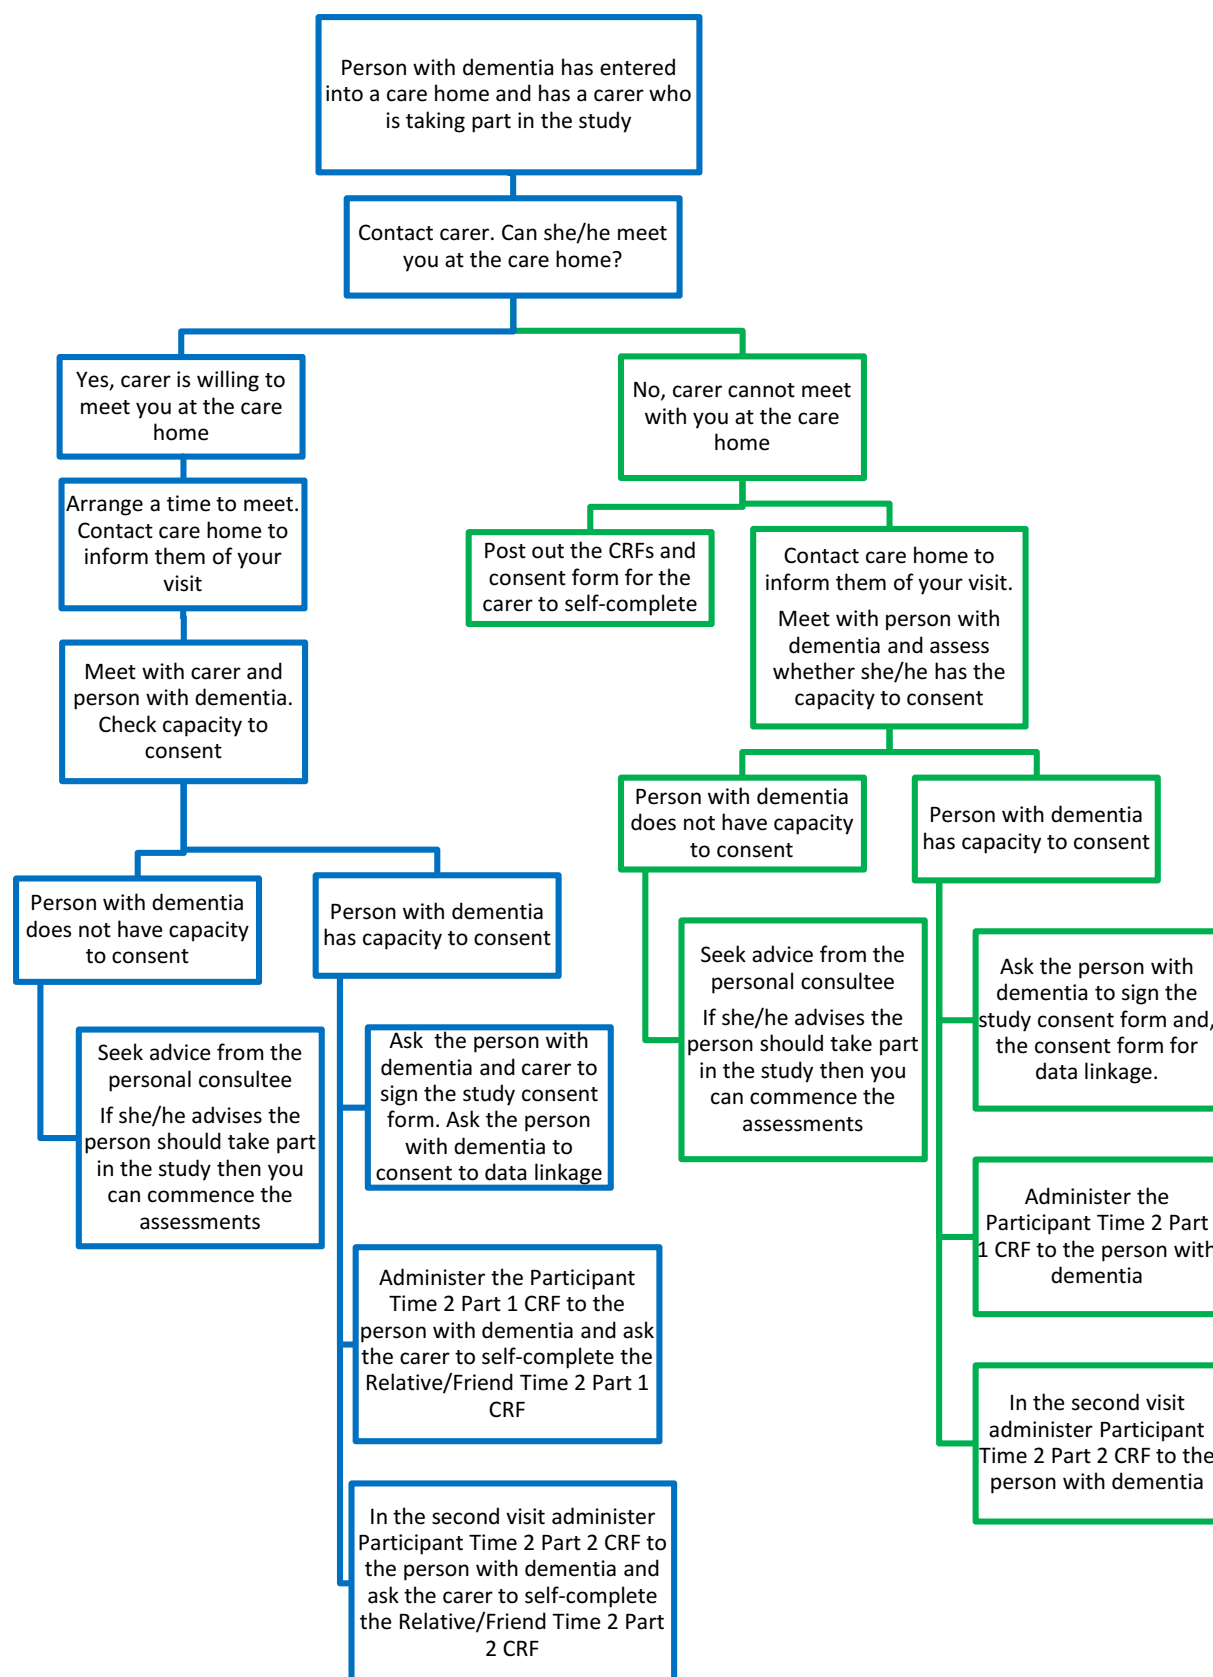 Person with dementia has entered
into a care home and has a carer who
is taking part in the study
Contact carer. Can she/he meet
you at the care home?
Yes, carer is willing to
meet you at the care
home
Arrange a time to meet.
Contact care home to
inform them of your
visit
Meet with carer and
person with dementia.
Check capacity to
consent
Person with dementia
does not have capacity
to consent
Seek advice from the
personal consultee
If she/he advises the
person should take part
in the study then you
can commence the
assessments
Person with dementia
has capacity to consent
Ask the person with
dementia and carer to
sign the study consent
form. Ask the person
with dementia to
consent to data linkage
Administer the Participant
Time 2 Part 1 CRF to the
person with dementia and ask
the carer to self-complete the
Relative/Friend Time 2 Part 1
CRF
In the second visit administer
Participant Time 2 Part 2 CRF to
the person with dementia and
ask the carer to self-complete
the Relative/Friend Time 2 Part
2 CRF
No, carer cannot meet
with you at the care
home
Post out the CRFs and
consent form for the
carer to self-complete
Contact care home to
inform them of your visit.
Meet with person with
dementia and assess
whether she/he has the
capacity to consent
Person with dementia
does not have capacity
to consent
Seek advice from the
personal consultee
If she/he advises the
person should take part
in the study then you
can commence the
assessments
Person with dementia
has capacity to consent
Ask the person with
dementia to sign the
study consent form and,
the consent form for
data linkage.
Administer the
Participant Time 2 Part
1 CRF to the person with
dementia
In the second visit
administer Participant
Time 2 Part 2 CRF to the
person with dementia